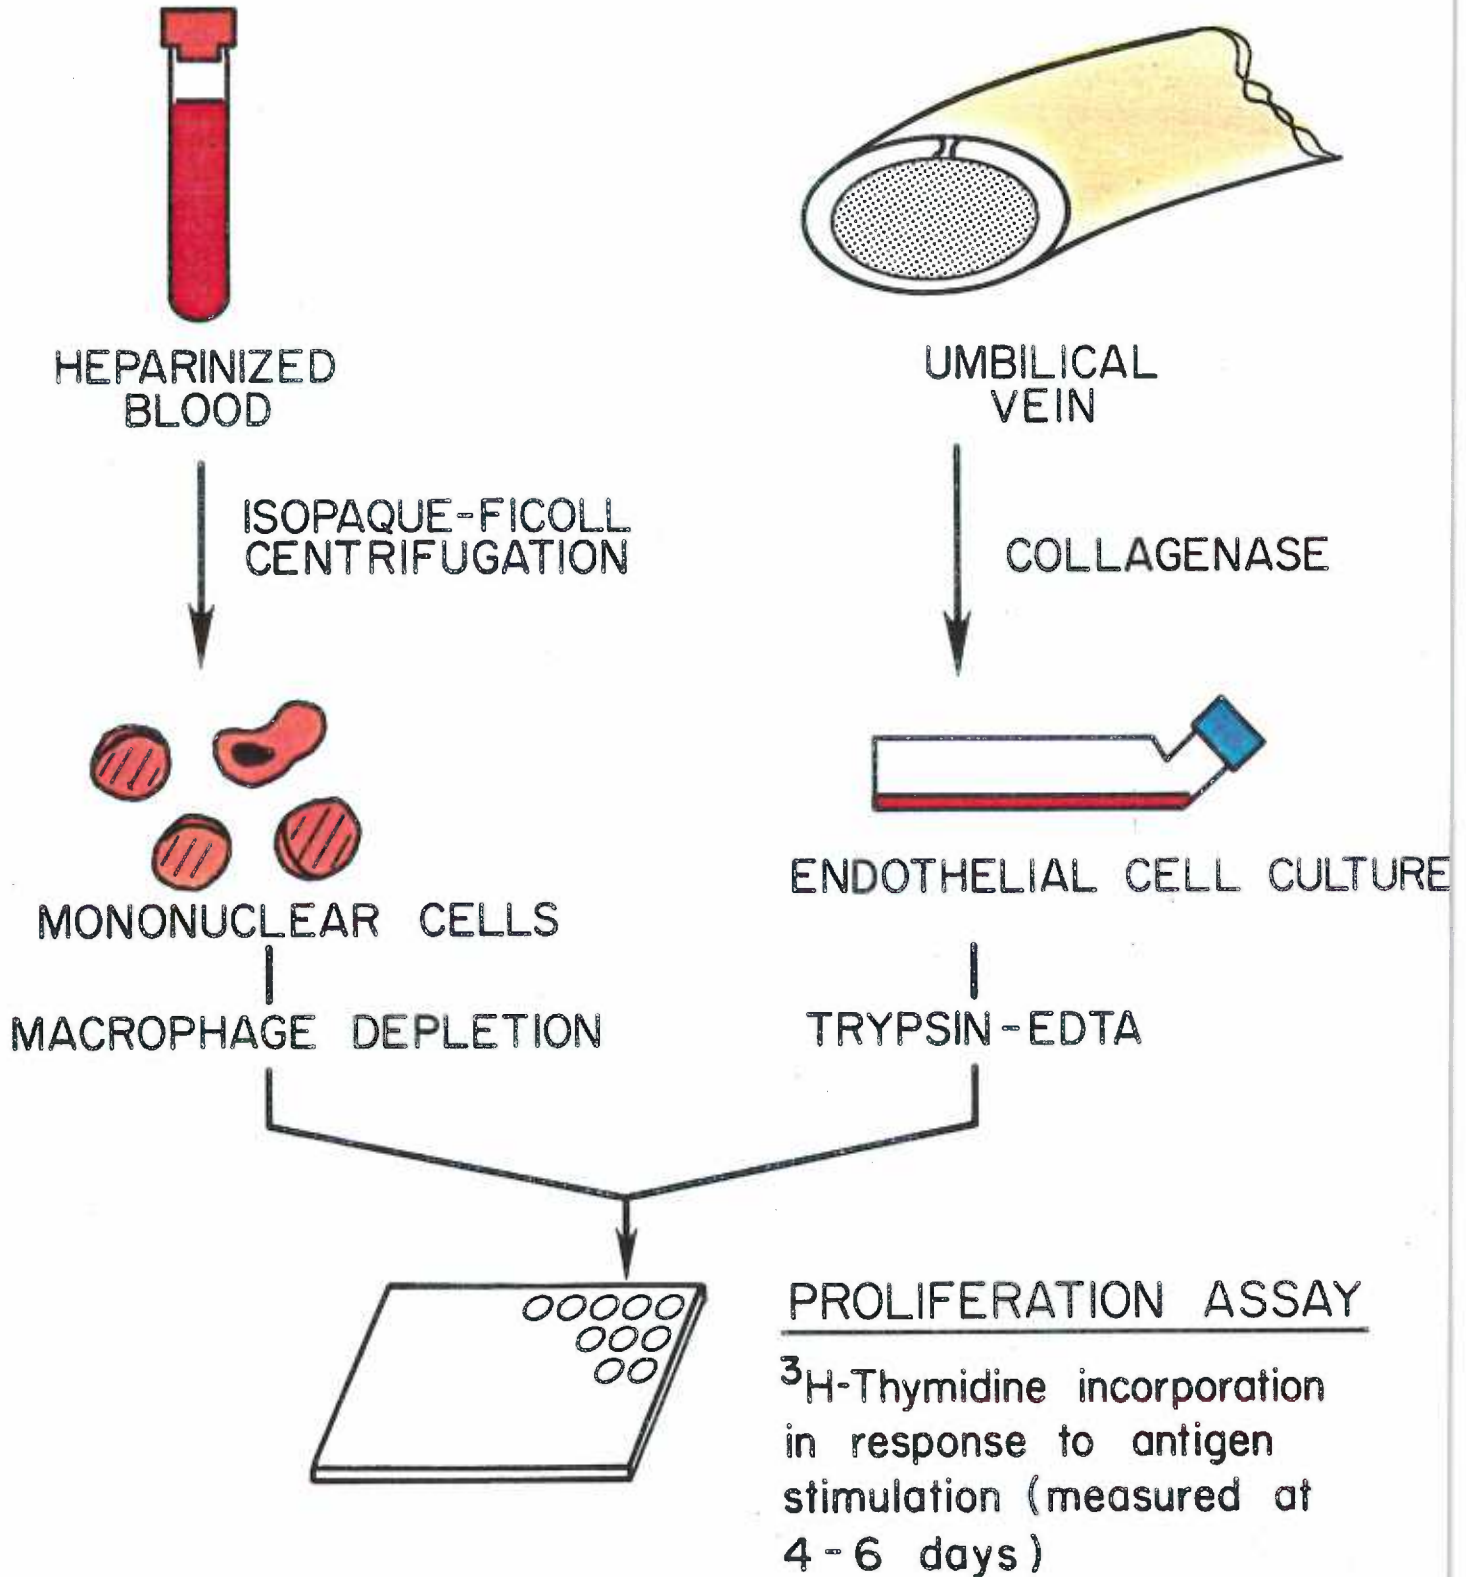 HEPARINIZED
BLOOD
UMBILICAL
VEIN
ISOPAQUE-FICOLL
CENTRIFUGATION
COLLAGENASE
MONONUCLEAR CELLS
ENDOTHELIAL CELL CULTURE
MACROPHAGE DEPLETION
TRYPSIN-EDTA
PROLIFERATION ASSAY
³H-Thymidine incorporation
in response to antigen
stimulation (measured at
4-6 days)